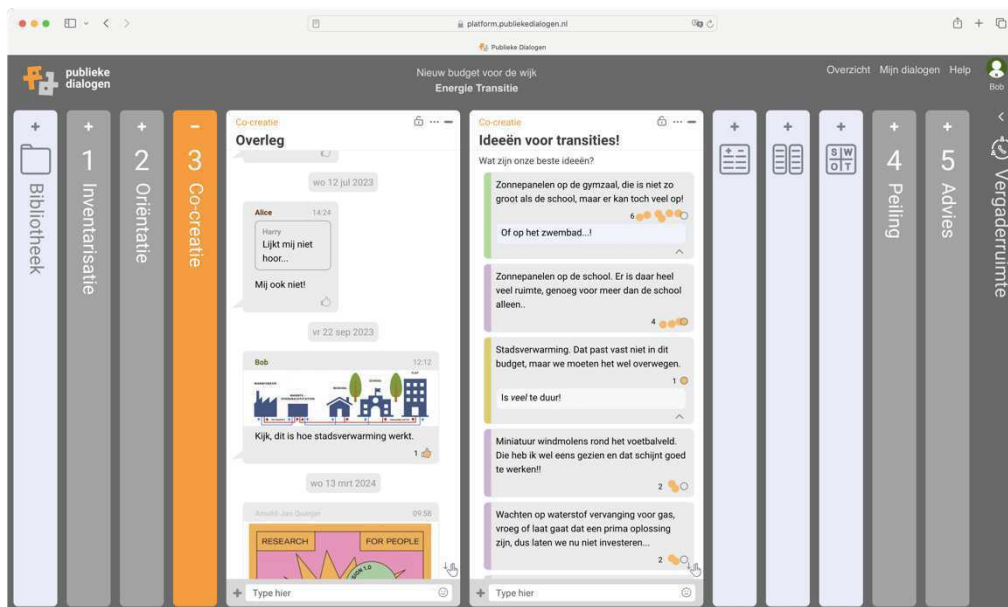 platform.publiekedialogen.nl
Publieke Dialogen
publieke
dialogen
Nieuw budget voor de wijk
Energie Transitie
Overzicht Mijn dialogen Help
Bob
Bibliotheek
1 Inventarisatie
2 Oriëntatie
3 Co-creatie
Co-creatie
Overleg
wo 12 jul 2023
Alice 14:24
Harry
Lijkt mij niet
hoor...
Mij ook niet!
vr 22 sep 2023
Bob 12:12
Kijk, dit is hoe stadsverwarming werkt.
1
wo 13 mrt 2024
09:58
RESEARCH FOR PEOPLE
Type hier
Co-creatie
Ideeën voor transities!
Wat zijn onze beste ideeën?
Zonnepanelen op de gymzaal, die is niet zo
groot als de school, maar er kan toch veel op!
6
Of op het zwembad...!
Zonnepanelen op de school. Er is daar heel
veel ruimte, genoeg voor meer dan de school
alleen..
4
Stadsverwarming. Dat past vast niet in dit
budget, maar we moeten het wel overwegen.
1
Is veel te duur!
Miniatuur windmolens rond het voetbalveld.
Die heb ik wel eens gezien en dat schijnt goed
te werken!!
2
Wachten op waterstof vervanging voor gas,
vroeg of laat gaat dat een prima oplossing
zijn, dus laten we nu niet investeren...
2
Type hier
S W
O T
4 Peiling
5 Advies
Vergaderruimte